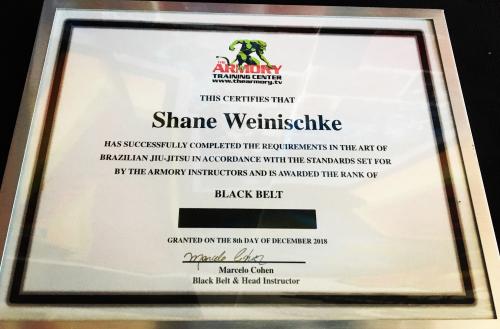 THE
ARMORY
TRAINING CENTER
www.thearmory.tv
THIS CERTIFIES THAT
Shane Weinischke
HAS SUCCESSFULLY COMPLETED THE REQUIREMENTS IN THE ART OF
BRAZILIAN JIU-JITSU IN ACCORDANCE WITH THE STANDARDS SET FOR
BY THE ARMORY INSTRUCTORS AND IS AWARDED THE RANK OF
BLACK BELT
GRANTED ON THE 8th DAY OF DECEMBER 2018
Marcelo Cohen
Marcelo Cohen
Black Belt & Head Instructor